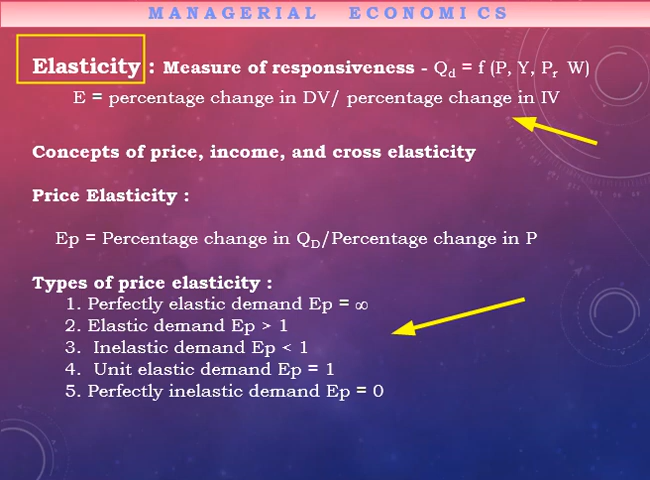 MANAGERIAL ECONOMICS
Elasticity : Measure of responsiveness - Qd = f (P, Y, Pr W)
E = percentage change in DV/ percentage change in IV
Concepts of price, income, and cross elasticity
Price Elasticity :
Ep = Percentage change in QD/Percentage change in P
Types of price elasticity :
1. Perfectly elastic demand Ep = ∞
2. Elastic demand Ep > 1
3. Inelastic demand Ep < 1
4. Unit elastic demand Ep = 1
5. Perfectly inelastic demand Ep = 0